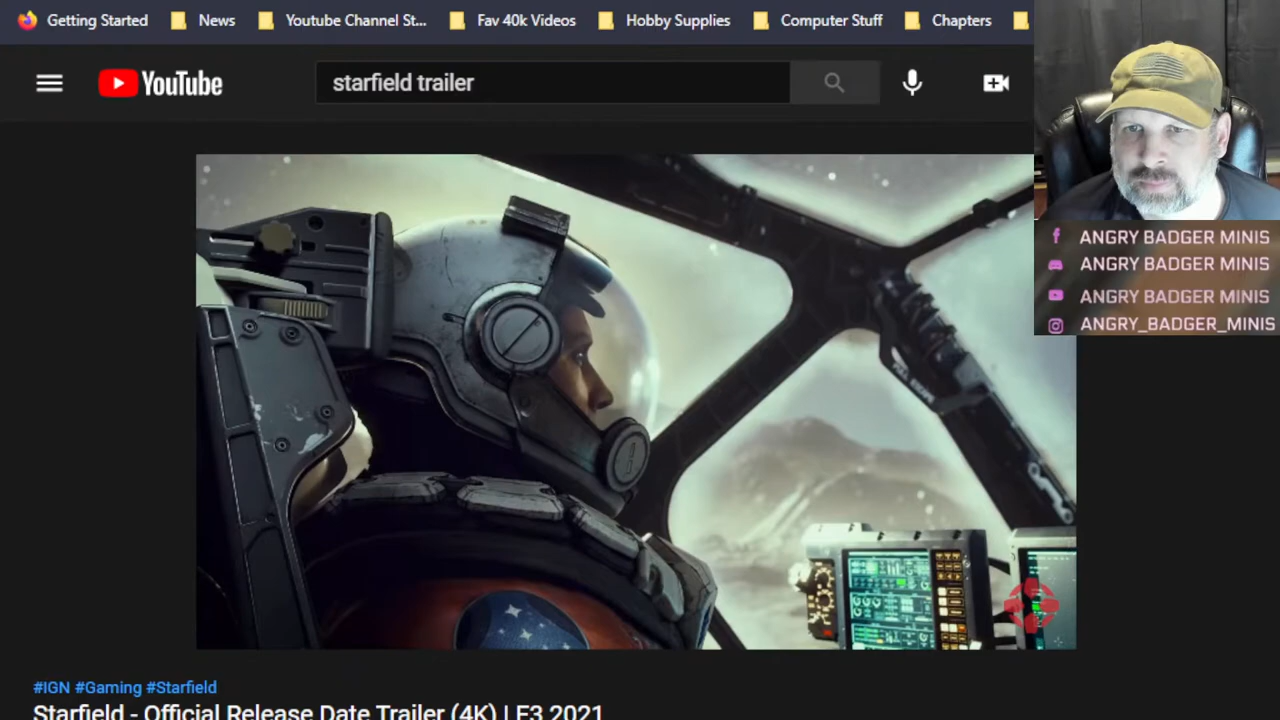 Getting Started News Youtube Channel St... Fav 40k Videos Hobby Supplies Computer Stuff Chapters
YouTube
starfield trailer
ANGRY BADGER MINIS
ANGRY BADGER MINIS
ANGRY BADGER MINIS
ANGRY_BADGER_MINIS
#IGN #Gaming #Starfield
Starfield - Official Release Date Trailer (4K) | E3 2021